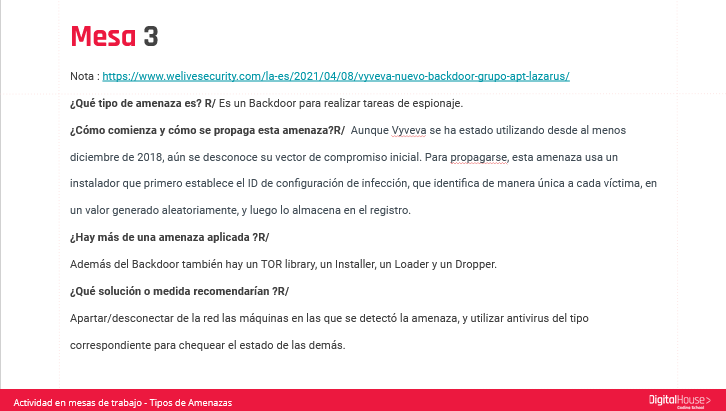 Mesa 3
Nota : https://www.welivesecurity.com/la-es/2021/04/08/vyveva-nuevo-backdoor-grupo-apt-lazarus/
¿Qué tipo de amenaza es? R/ Es un Backdoor para realizar tareas de espionaje.
¿Cómo comienza y cómo se propaga esta amenaza?R/ Aunque Vyveva se ha estado utilizando desde al menos
diciembre de 2018, aún se desconoce su vector de compromiso inicial. Para propagarse, esta amenaza usa un
instalador que primero establece el ID de configuración de infección, que identifica de manera única a cada víctima, en
un valor generado aleatoriamente, y luego lo almacena en el registro.
¿Hay más de una amenaza aplicada ?R/
Además del Backdoor también hay un TOR library, un Installer, un Loader y un Dropper.
¿Qué solución o medida recomendarían ?R/
Apartar/desconectar de la red las máquinas en las que se detectó la amenaza, y utilizar antivirus del tipo
correspondiente para chequear el estado de las demás.
Actividad en mesas de trabajo - Tipos de Amenazas
DigitalHouse>
Coding School